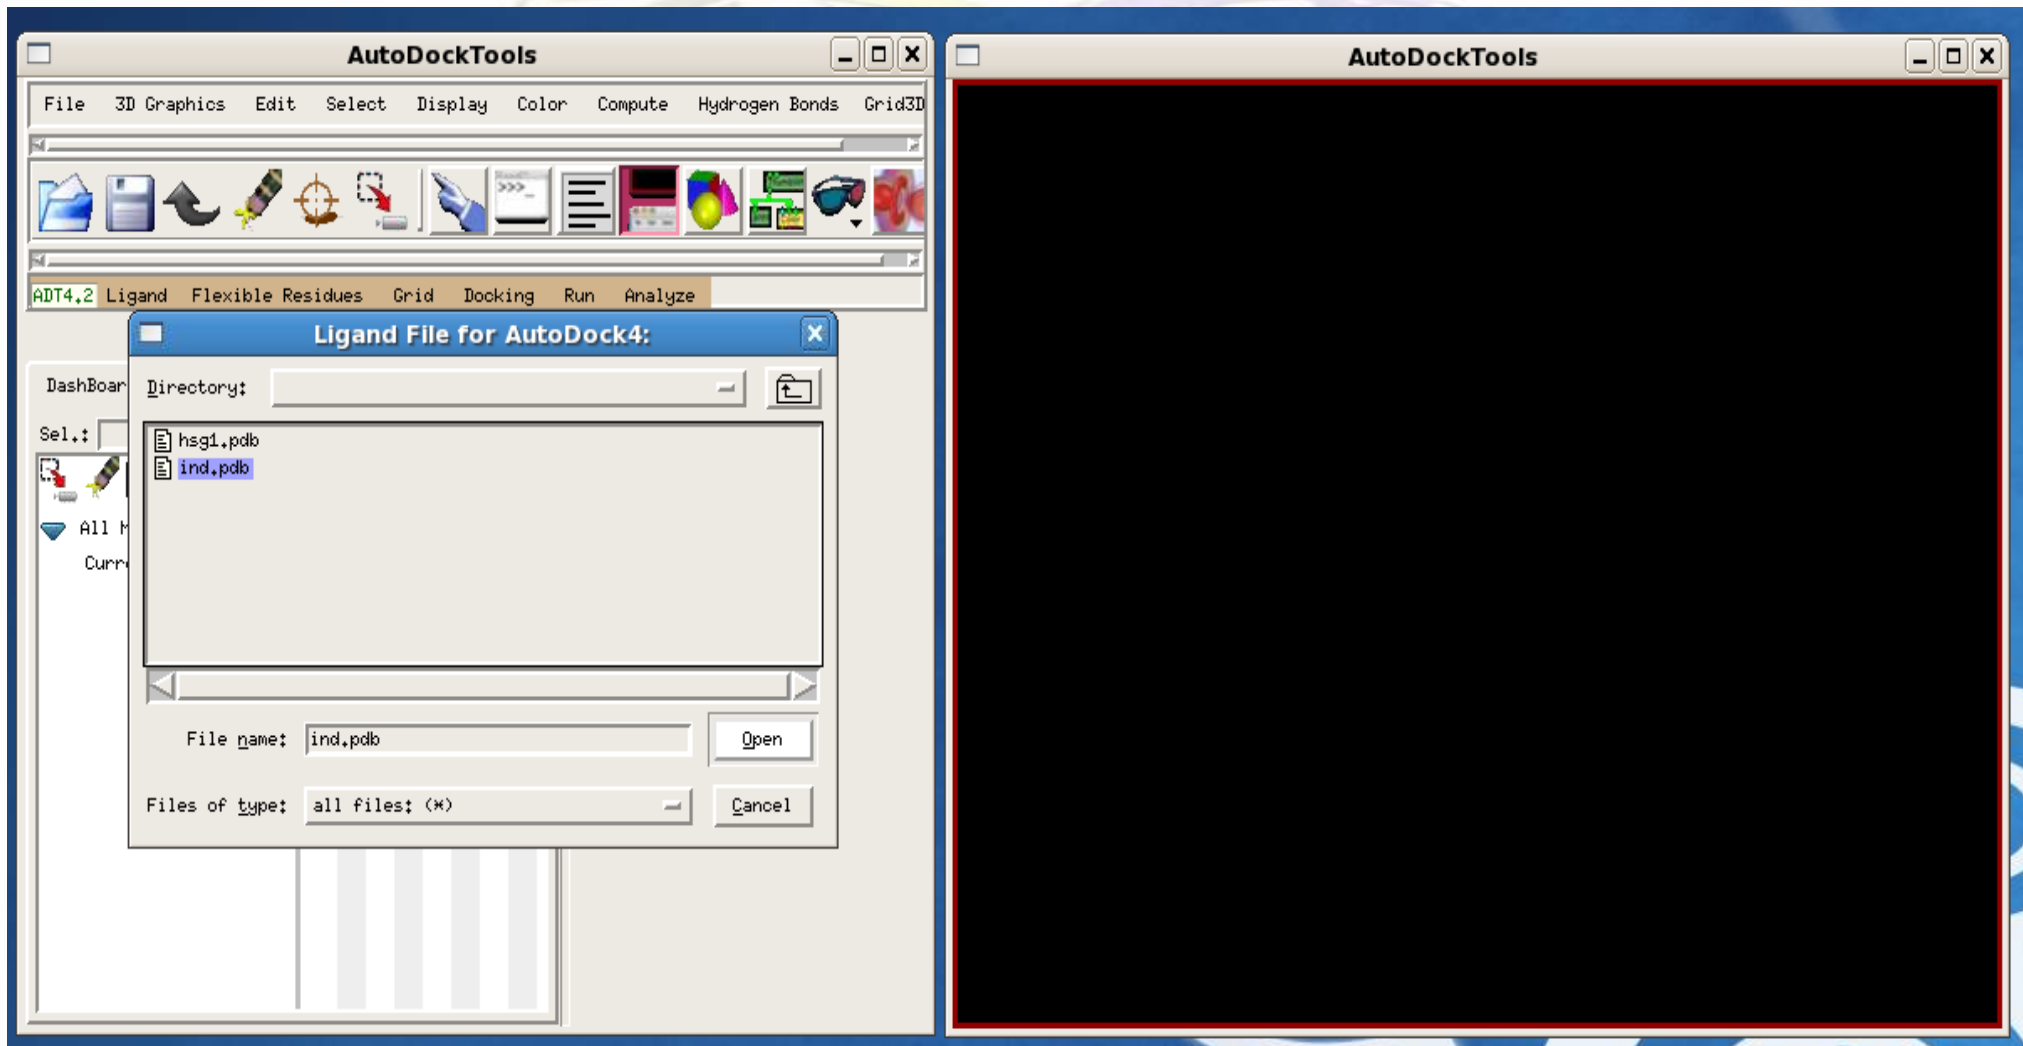 AutoDockTools
File 3D Graphics Edit Select Display Color Compute Hydrogen Bonds Grid3D
>>>_
ADT4.2 Ligand Flexible Residues Grid Docking Run Analyze
Ligand File for AutoDock4:
DashBoar
Directory:
Sel.:
hsg1.pdb
ind.pdb
All M
Curre
File name: ind.pdb
Open
Files of type: all files: (*)
Cancel
AutoDockTools